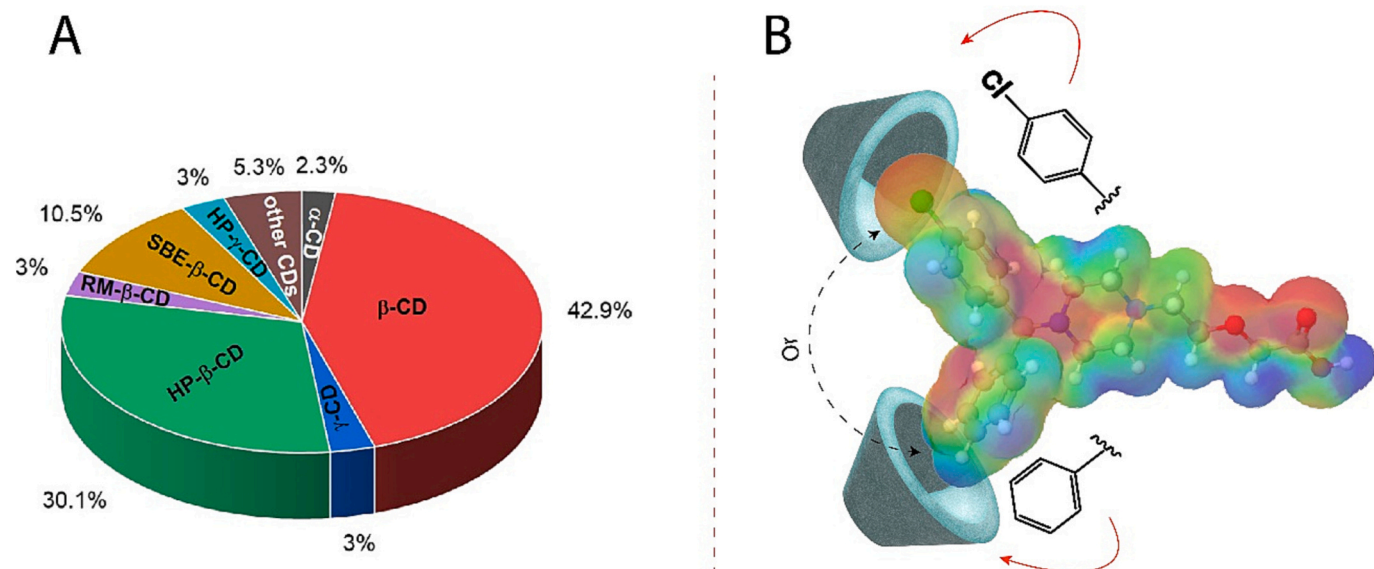 A
B
5.3%
2.3%
3%
10.5%
3%
other CDs
α-CD
HP-γ-CD
SBE-β-CD
RM-β-CD
β-CD
42.9%
HP-β-CD
γ-CD
30.1%
3%
Cl
Or